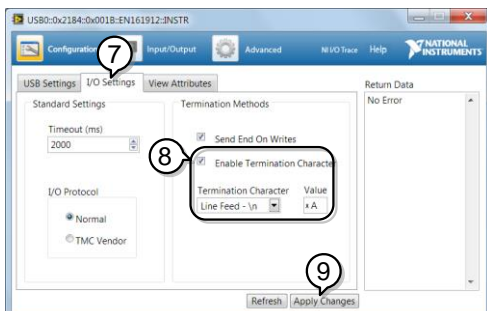 USB0::0x2184::0x001B::EN161912::INSTR
Configuration Input/Output Advanced NI I/O Trace Help NATIONAL INSTRUMENTS
7
USB Settings I/O Settings View Attributes
Return Data
Standard Settings Termination Methods
No Error
Timeout (ms)
2000
Send End On Writes
8
Enable Termination Character
Termination Character Value
Line Feed - \n x A
I/O Protocol
Normal
TMC Vendor
9
Refresh Apply Changes